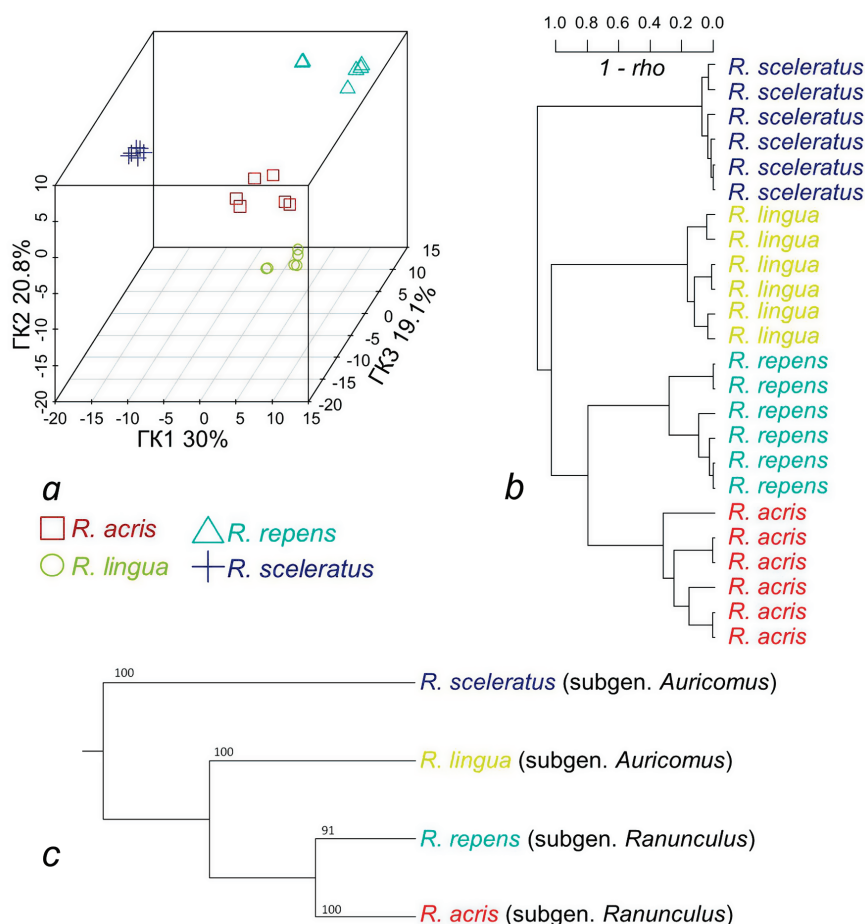 10
5
0
-5
-10
-15
-20
ГК2 20.8%
-20 -15 -10 -5 0 5 10 15
ГК1 30%
15
10
5
0
-5
-10
-15
-20
ГК3 19.1%
a
R. acris
R. repens
R. lingua
R. sceleratus
1.0 0.8 0.6 0.4 0.2 0.0
1 - rho
R. sceleratus
R. sceleratus
R. sceleratus
R. sceleratus
R. sceleratus
R. sceleratus
R. lingua
R. lingua
R. lingua
R. lingua
R. lingua
R. lingua
R. repens
R. repens
R. repens
R. repens
R. repens
R. repens
R. acris
R. acris
R. acris
R. acris
R. acris
R. acris
b
100
R. sceleratus (subgen. Auricomus)
100
R. lingua (subgen. Auricomus)
91
R. repens (subgen. Ranunculus)
100
R. acris (subgen. Ranunculus)
c